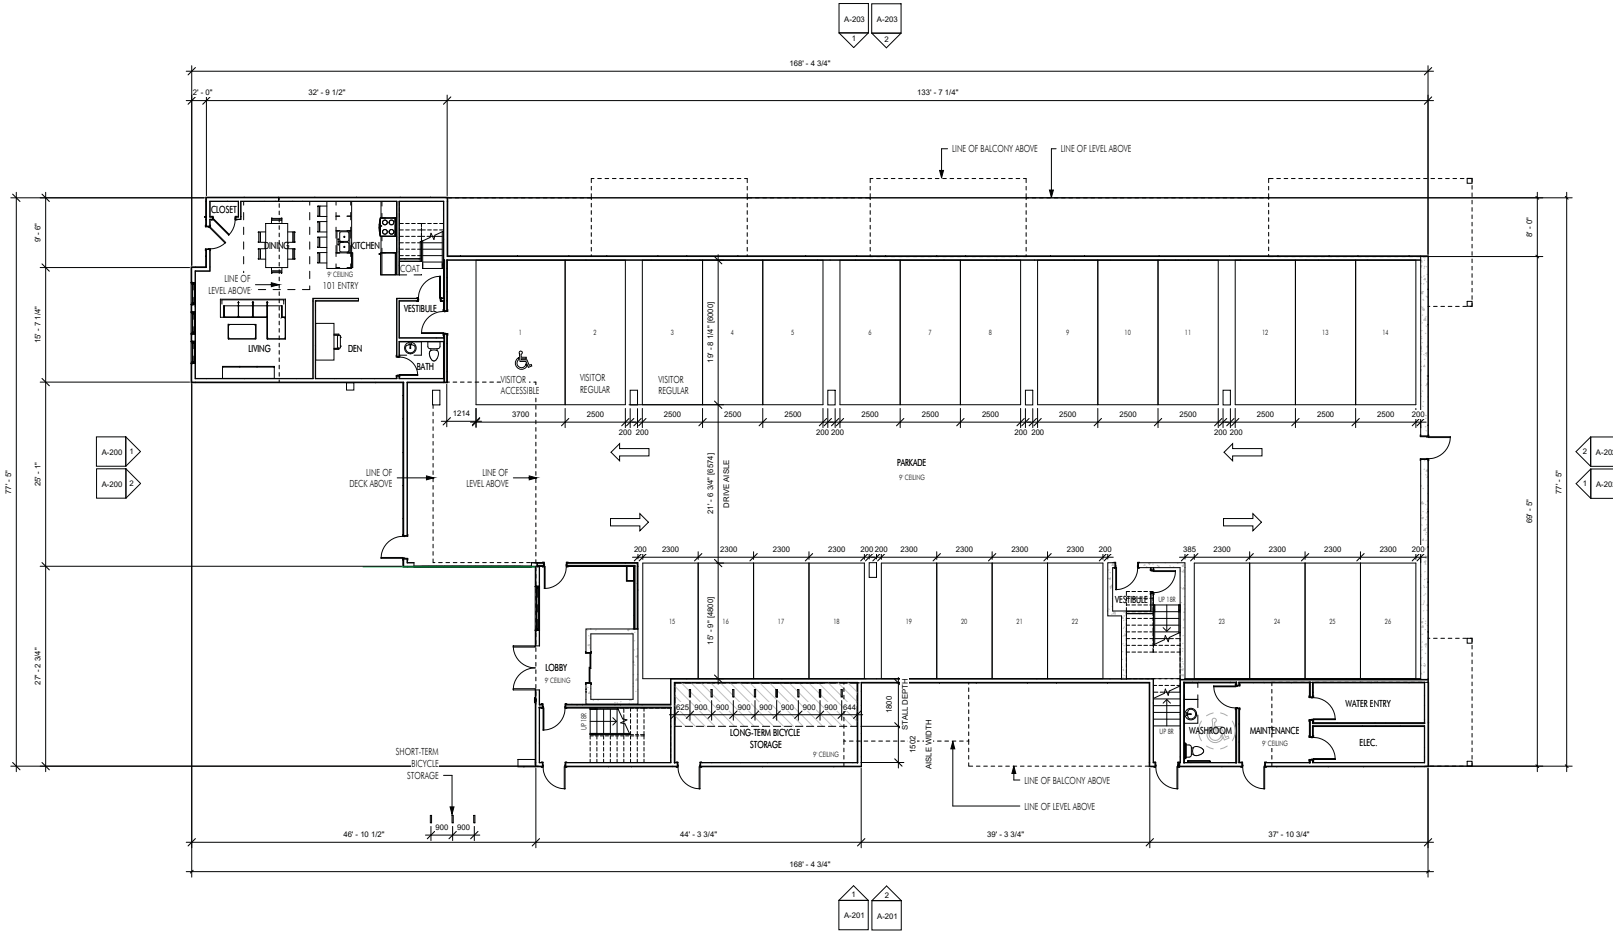 A-203 A-203
1 2
168' - 4 3/4"
2' - 0" 32' - 9 1/2" 133' - 7 1/4"
LINE OF BALCONY ABOVE LINE OF LEVEL ABOVE
CLOSET
DINING KITCHEN
9' CEILING
101 ENTRY
COAT
LINE OF
LEVEL ABOVE
VESTIBULE
LIVING DEN
BATH
9' - 6"
15' - 7 1/4"
25' - 1"
27' - 2 3/4"
77' - 5"
8' - 0"
69' - 5"
77' - 5"
1 2 3 4 5 6 7 8 9 10 11 12 13 14
19' - 8 1/4" [6000]
VISITOR
ACCESSIBLE
VISITOR
REGULAR
VISITOR
REGULAR
1214 3700 2500 2500 2500 2500 2500 2500 2500 2500 2500 2500 2500 2500 2500 200
200 200 200 200 200 200 200 200
A-200 1
A-200 2
2 A-202
1 A-202
LINE OF
DECK ABOVE
LINE OF
LEVEL ABOVE
21' - 6 3/4" [6574]
DRIVE AISLE
PARKADE
9' CEILING
200 2300 2300 2300 2300 200 200 2300 2300 2300 2300 200 385 2300 2300 2300 2300 200
15 16 17 18 19 20 21 22 23 24 25 26
15' - 9" [4800]
VESTIBULE UP 18R
LOBBY
9' CEILING
UP 18R
625 900 900 900 900 900 900 900 644
LONG-TERM BICYCLE
STORAGE
9' CEILING
1800
STALL DEPTH
1502
AISLE WIDTH
UP 8R
WASHROOM
MAINTENANCE
9' CEILING
WATER ENTRY
ELEC.
SHORT-TERM
BICYCLE
STORAGE
900 900
LINE OF BALCONY ABOVE
LINE OF LEVEL ABOVE
46' - 10 1/2" 44' - 3 3/4" 39' - 3 3/4" 37' - 10 3/4"
168' - 4 3/4"
1 2
A-201 A-201